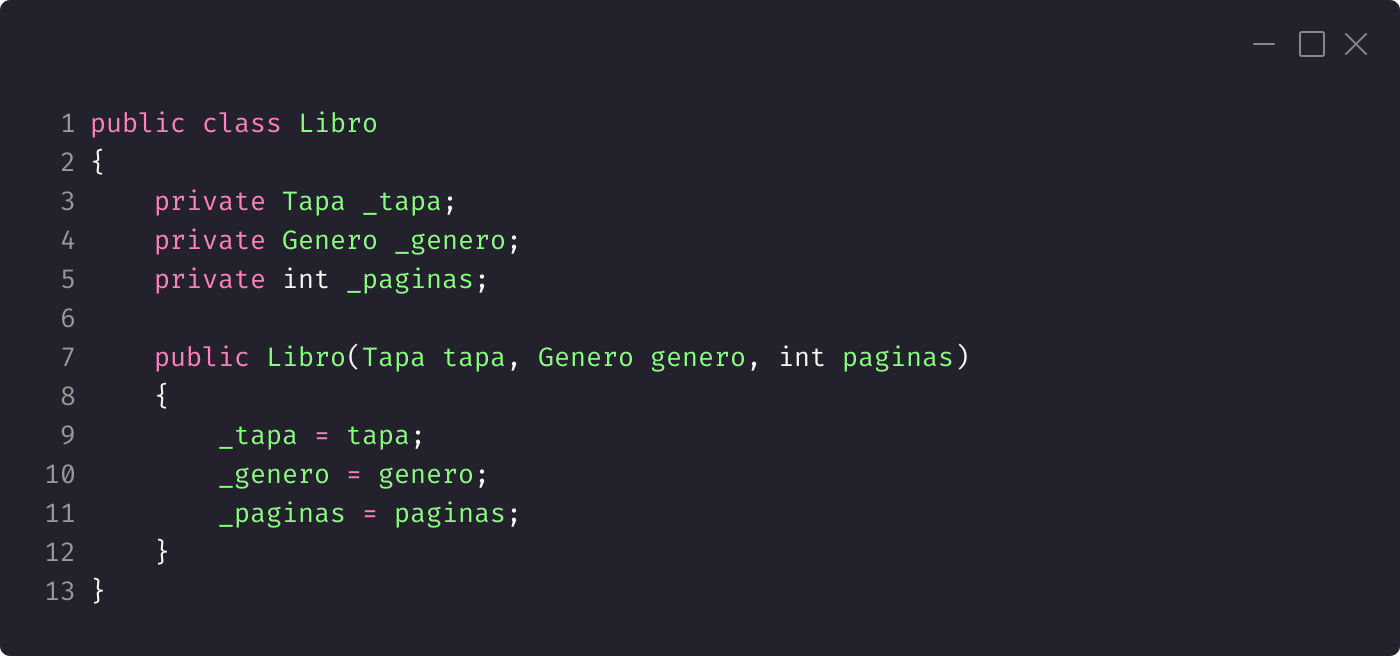 1 public class Libro
2 {
3     private Tapa _tapa;
4     private Genero _genero;
5     private int _paginas;
6
7     public Libro(Tapa tapa, Genero genero, int paginas)
8     {
9         _tapa = tapa;
10         _genero = genero;
11         _paginas = paginas;
12     }
13 }